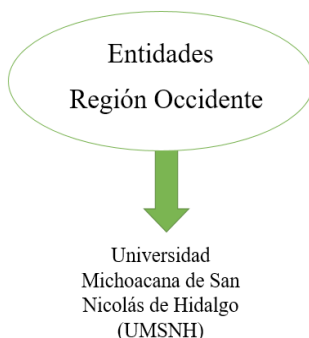 Entidades
Región Occidente
Universidad
Michoacana de San
Nicolás de Hidalgo
(UMSNH)